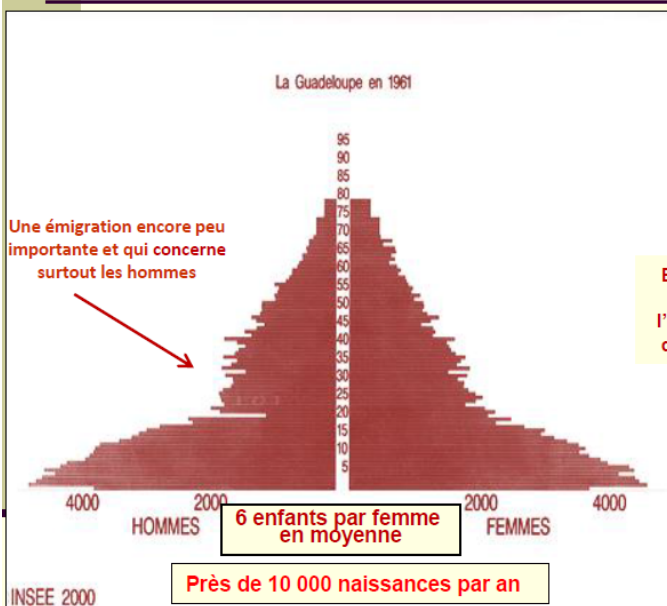 La Guadeloupe en 1961
95
90
85
80
75
70
65
60
55
50
45
40
35
30
25
20
15
10
5
Une émigration encore peu
importante et qui concerne
surtout les hommes
4000
2000
2000
4000
HOMMES
FEMMES
6 enfants par femme
en moyenne
Près de 10 000 naissances par an
INSEE 2000